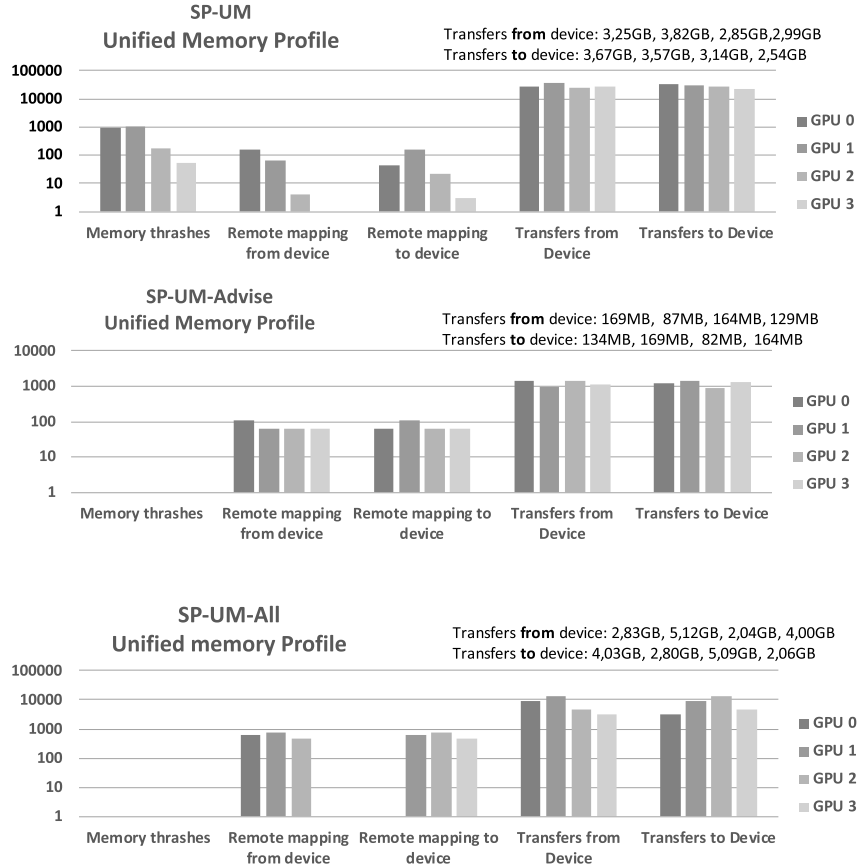 SP-UM
Unified Memory Profile
Transfers from device: 3,25GB, 3,82GB, 2,85GB,2,99GB
Transfers to device: 3,67GB, 3,57GB, 3,14GB, 2,54GB
100000
10000
1000
100
10
1
Memory thrashes
Remote mapping from device
Remote mapping to device
Transfers from Device
Transfers to Device
GPU 0
GPU 1
GPU 2
GPU 3
SP-UM-Advise
Unified Memory Profile
Transfers from device: 169MB, 87MB, 164MB, 129MB
Transfers to device: 134MB, 169MB, 82MB, 164MB
10000
1000
100
10
1
Memory thrashes
Remote mapping from device
Remote mapping to device
Transfers from Device
Transfers to Device
GPU 0
GPU 1
GPU 2
GPU 3
SP-UM-All
Unified memory Profile
Transfers from device: 2,83GB, 5,12GB, 2,04GB, 4,00GB
Transfers to device: 4,03GB, 2,80GB, 5,09GB, 2,06GB
100000
10000
1000
100
10
1
Memory thrashes
Remote mapping from device
Remote mapping to device
Transfers from Device
Transfers to Device
GPU 0
GPU 1
GPU 2
GPU 3